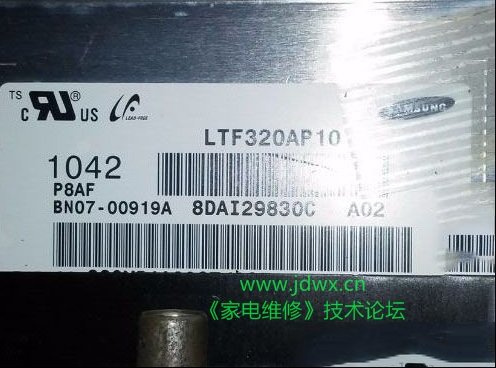 TS
C RU® US
LEAD-FREE
SAMSUNG
LTF320AP10
1042
P8AF
BN07-00919A 8DAI29830C A02
www.jdwx.cn
《家电维修》技术论坛